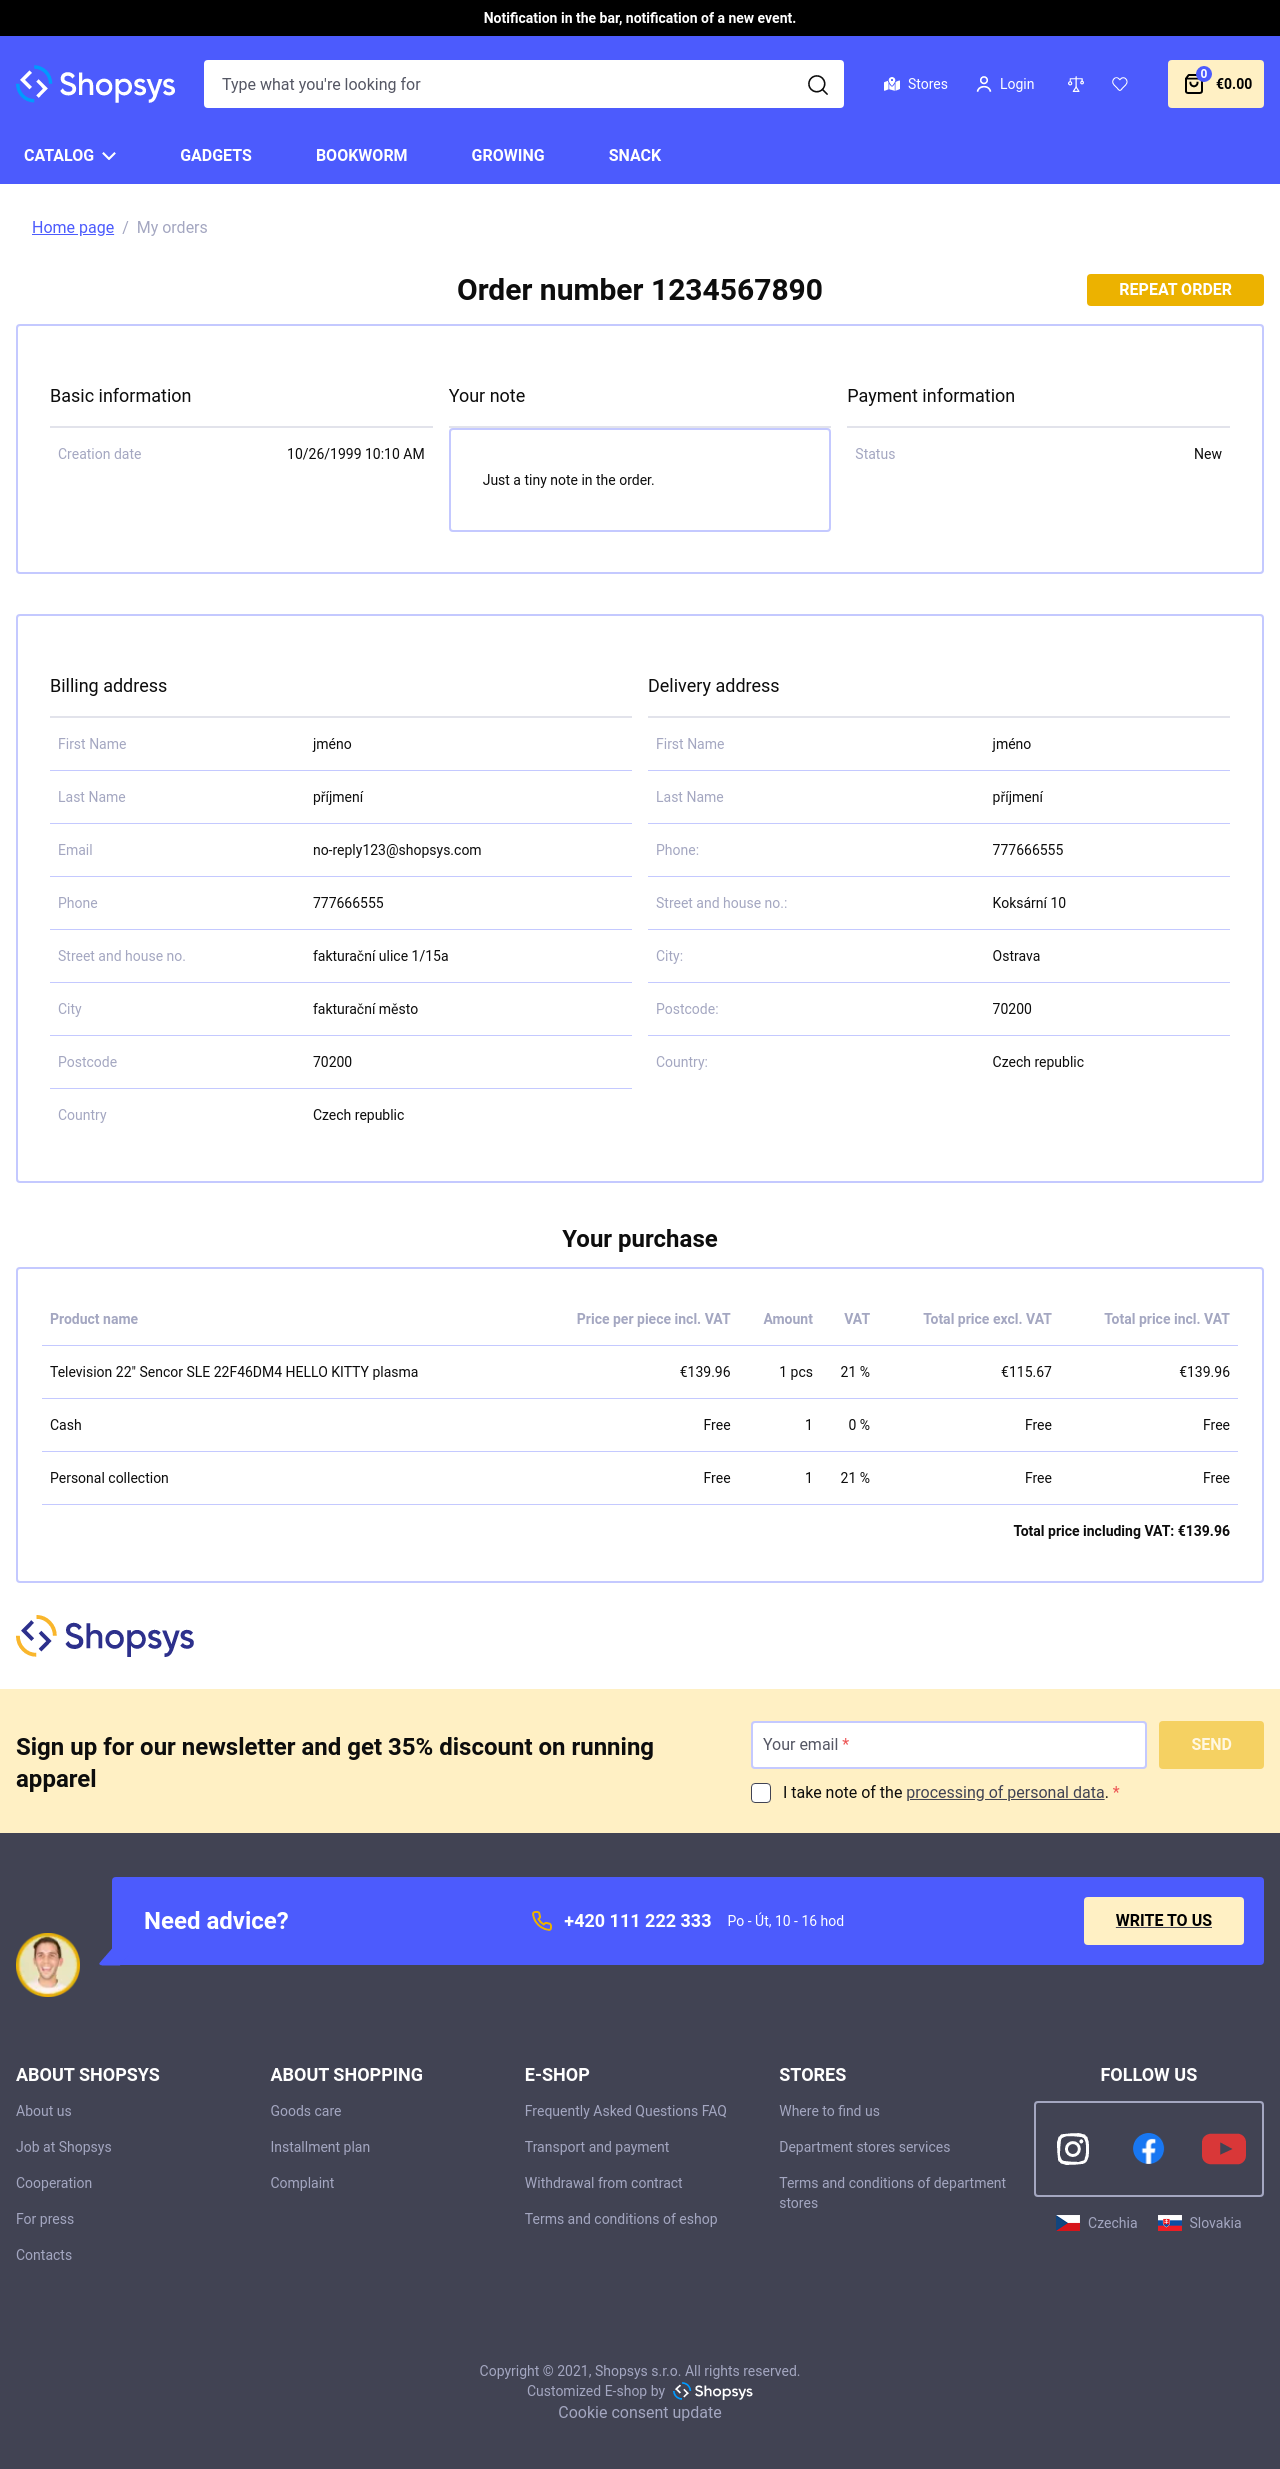 Notification in the bar, notification of a new event.
Shopsys
Type what you're looking for
Stores
Login
0
€0.00
CATALOG
GADGETS
BOOKWORM
GROWING
SNACK
Home page / My orders
Order number 1234567890
REPEAT ORDER
Basic information
Creation date 10/26/1999 10:10 AM
Your note
Just a tiny note in the order.
Payment information
Status New
Billing address
First Name jméno
Last Name příjmení
Email no-reply123@shopsys.com
Phone 777666555
Street and house no. fakturační ulice 1/15a
City fakturační město
Postcode 70200
Country Czech republic
Delivery address
First Name jméno
Last Name příjmení
Phone: 777666555
Street and house no.: Koksární 10
City: Ostrava
Postcode: 70200
Country: Czech republic
Your purchase
Product name Price per piece incl. VAT Amount VAT Total price excl. VAT Total price incl. VAT
Television 22" Sencor SLE 22F46DM4 HELLO KITTY plasma €139.96 1 pcs 21 % €115.67 €139.96
Cash Free 1 0 % Free Free
Personal collection Free 1 21 % Free Free
Total price including VAT: €139.96
Shopsys
Sign up for our newsletter and get 35% discount on running
apparel
Your email *
SEND
I take note of the processing of personal data. *
Need advice?
+420 111 222 333
Po - Út, 10 - 16 hod
WRITE TO US
ABOUT SHOPSYS
About us
Job at Shopsys
Cooperation
For press
Contacts
ABOUT SHOPPING
Goods care
Installment plan
Complaint
E-SHOP
Frequently Asked Questions FAQ
Transport and payment
Withdrawal from contract
Terms and conditions of eshop
STORES
Where to find us
Department stores services
Terms and conditions of department
stores
FOLLOW US
Czechia
Slovakia
Copyright © 2021, Shopsys s.r.o. All rights reserved.
Customized E-shop by Shopsys
Cookie consent update